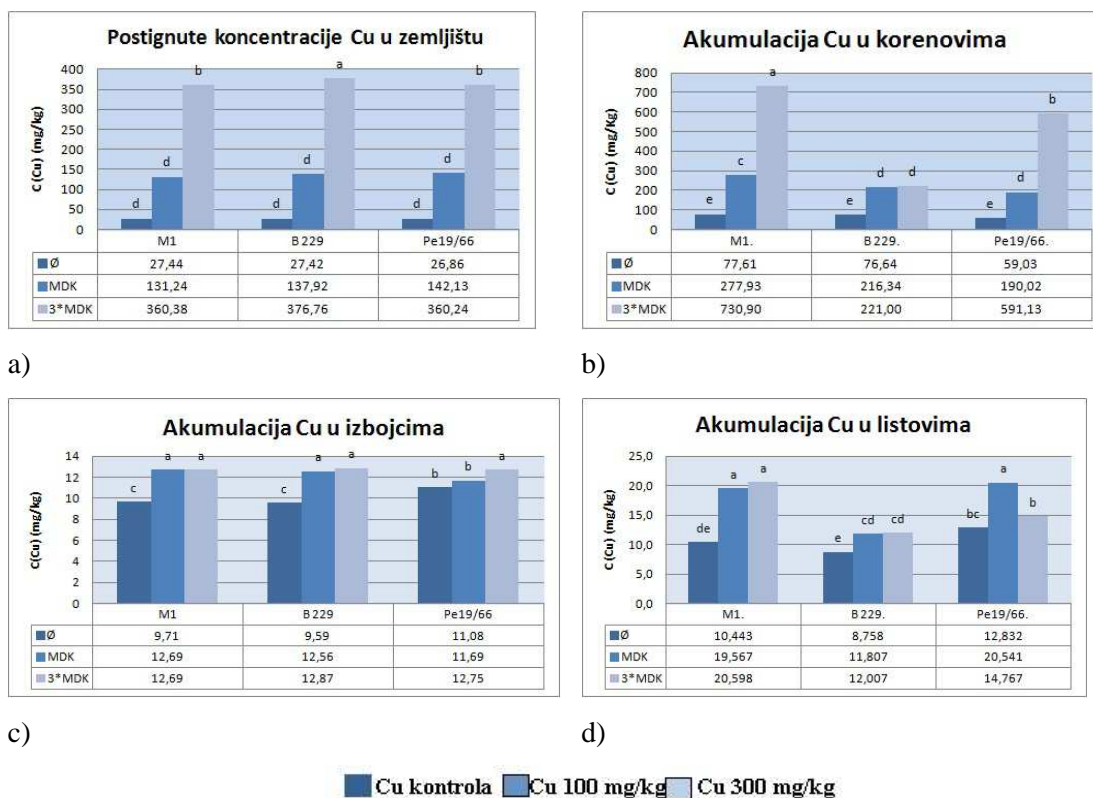 Postignute koncentracije Cu u zemljištu
C (Cu) (mg/kg)
400
350
300
250
200
150
100
50
0
d d b
d d a
d d b
M1 B 229 Pe19/66
Ø 27,44 27,42 26,86
MDK 131,24 137,92 142,13
3*MDK 360,38 376,76 360,24
a)
Akumulacija Cu u korenovima
C (Cu) (mg/Kg)
800
700
600
500
400
300
200
100
0
e c a
e d d
e d b
M1. B 229. Pe19/66.
Ø 77,61 76,64 59,03
MDK 277,93 216,34 190,02
3*MDK 730,90 221,00 591,13
b)
Akumulacija Cu u izbojcima
C(Cu) (mg/kg)
14
12
10
8
6
4
2
0
c a a
c a a
b b a
M1 B 229 Pe19/66
Ø 9,71 9,59 11,08
MDK 12,69 12,56 11,69
3*MDK 12,69 12,87 12,75
c)
Akumulacija Cu u listovima
C(Cu) (mg/kg)
25,0
20,0
15,0
10,0
5,0
0,0
de a a
e cd cd
bc a b
M1. B 229. Pe19/66.
Ø 10,443 8,758 12,832
MDK 19,567 11,807 20,541
3*MDK 20,598 12,007 14,767
d)
Cu kontrola Cu 100 mg/kg Cu 300 mg/kg